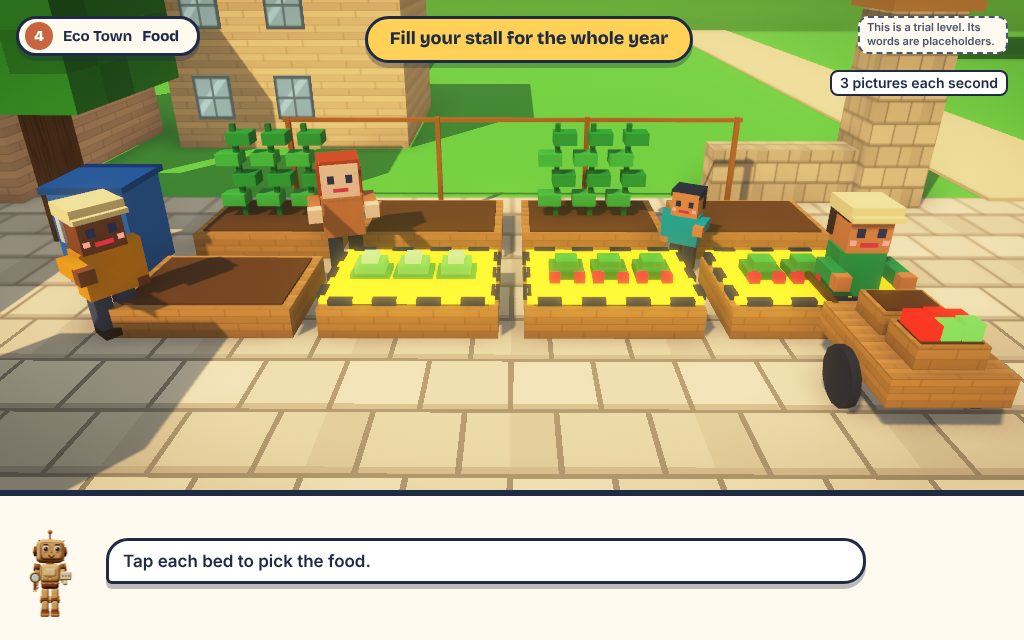 4 Eco Town Food
Fill your stall for the whole year
This is a trial level. Its
words are placeholders.
3 pictures each second
Tap each bed to pick the food.